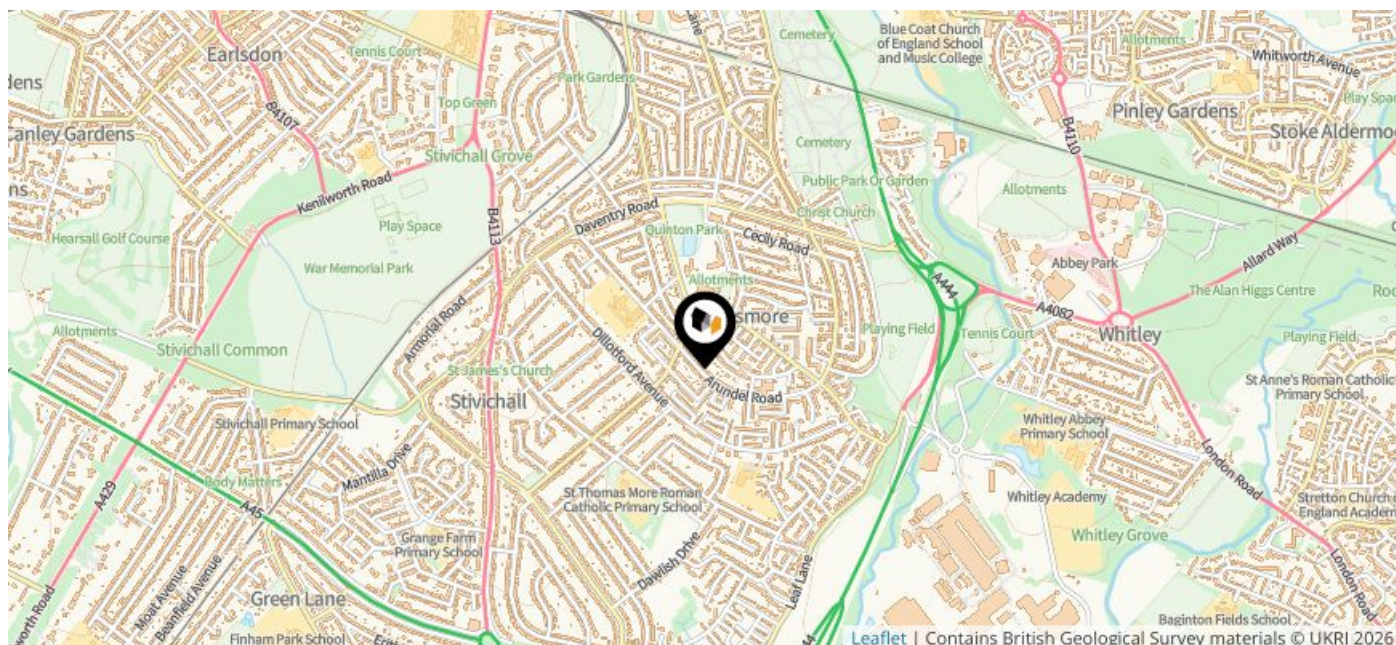 Earlsdon
Tennis Court
Lane
Cemetery
Blue Coat Church
of England School
and Music College
Allotments
Whitworth Avenue
Park Gardens
Top Green
B4107
B4110
Pinley Gardens
Play Space
Stoke Aldermo
Canley Gardens
Stivichall Grove
Cemetery
Kenilworth Road
Public Park Or Garden
Allotments
Play Space
B4113
Daventry Road
Christ Church
Hearsall Golf Course
Quinton Park
Cecily Road
War Memorial Park
Abbey Park
Allard Way
Allotments
A444
The Alan Higgs Centre
Armorial Road
smore
A4082
Allotments
Playing Field
Tennis Court
Whitley
Playing Field
Stivichall Common
Dillotford Avenue
St James's Church
Arundel Road
St Anne's Roman Catholic
Primary School
Stivichall
Stivichall Primary School
Whitley Abbey
Primary School
Mantilla Drive
London Road
Body Matters
A429
A45
St Thomas More Roman
Catholic Primary School
Whitley Academy
Stretton Church
England Academ
Grange Farm
Primary School
Whitley Grove
Dawlish Drive
Leaf Lane
London Road
Moat Avenue
Beanfield Avenue
Green Lane
Finham Park School
Baginton Fields School
Leaflet | Contains British Geological Survey materials © UKRI 2026